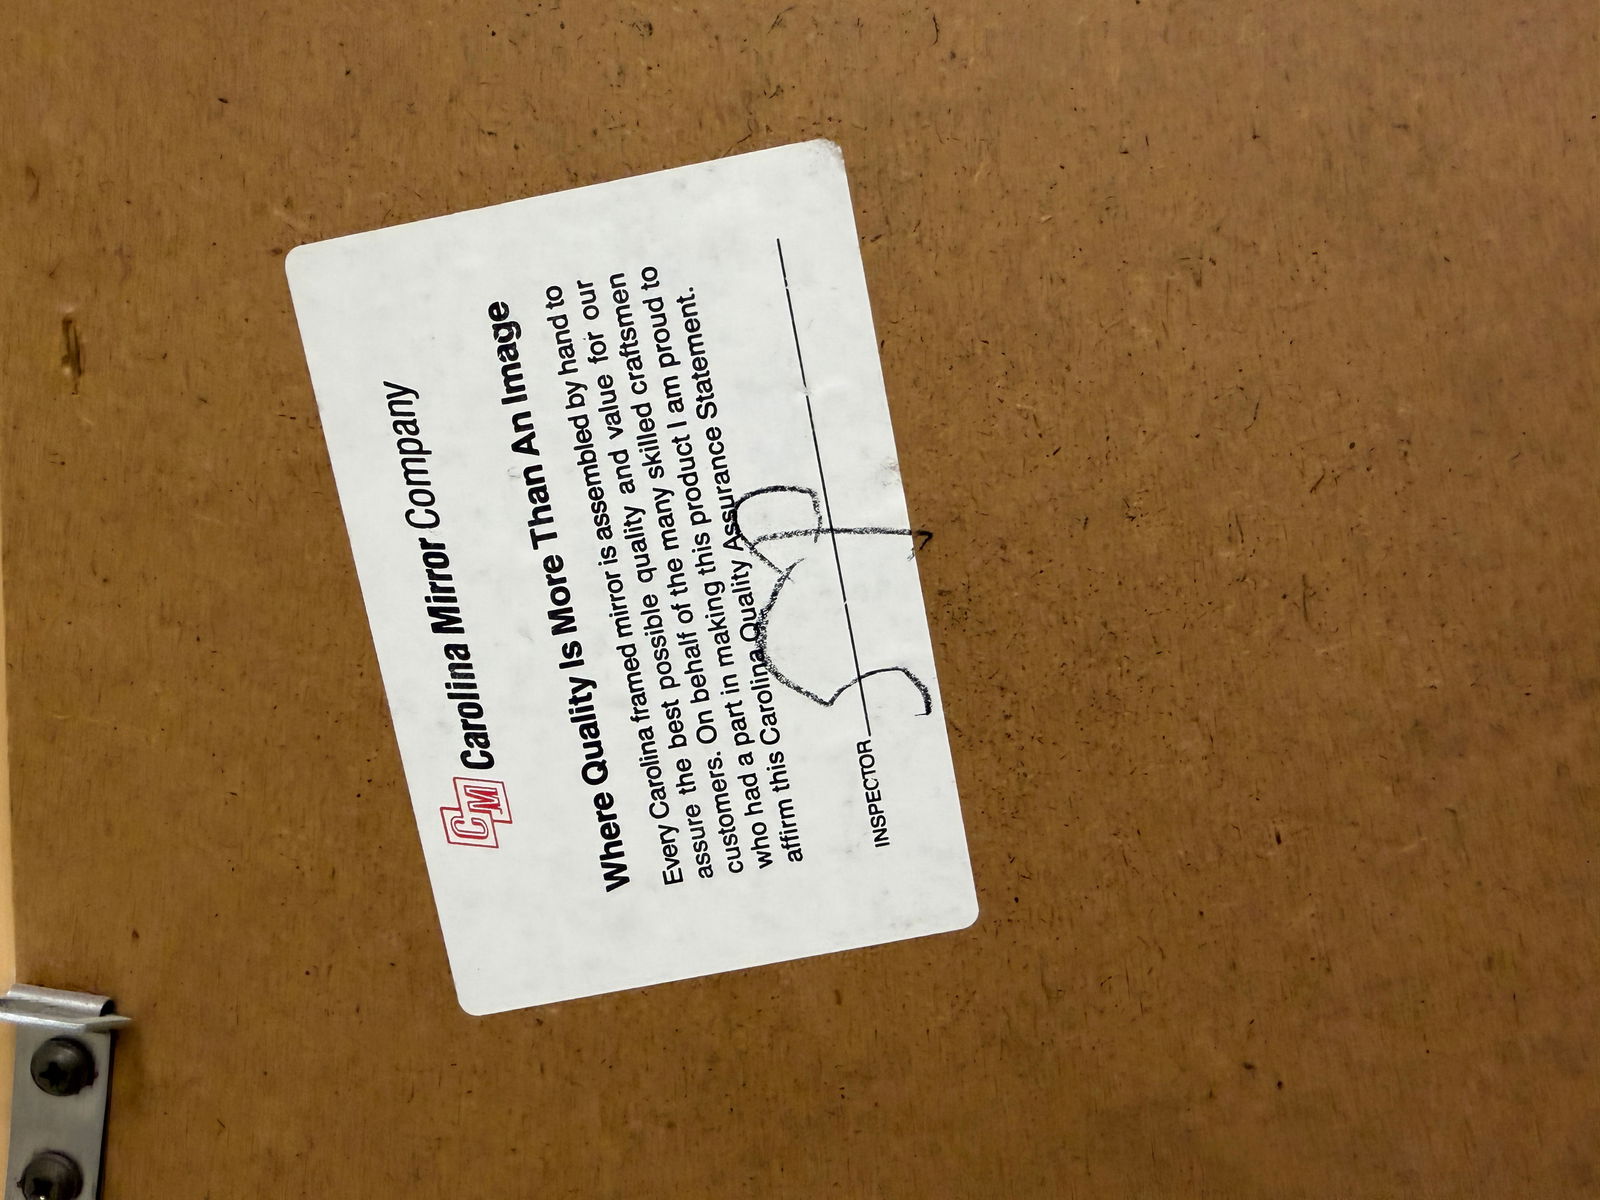 CM Carolina Mirror Company
Where Quality Is More Than An Image
Every Carolina framed mirror is assembled by hand to
assure the best possible quality and value for our
customers. On behalf of the many skilled craftsmen
who had a part in making this product I am proud to
affirm this Carolina Quality Assurance Statement.
INSPECTOR